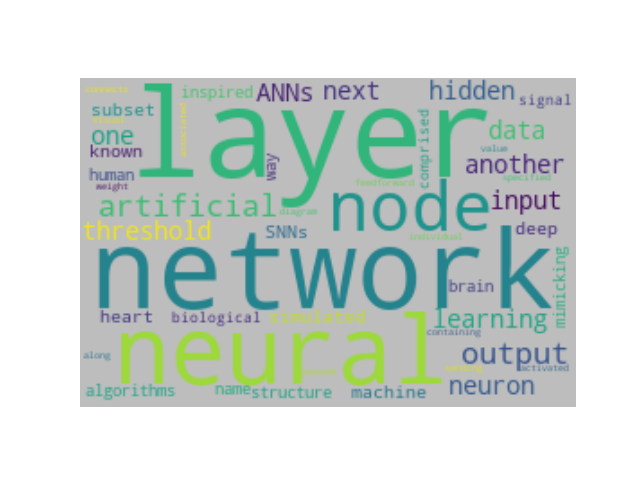 connects
inspired ANNs next hidden signal
layer
subset
one
known
human
weight
way
comprised
data
another
specified
value
artificial
diagram
node
feedforward
input
threshold
SNNs
individual
deep
network
brain
mimicking
heart biological simulated
learning
neural
containing
along
output
activated
algorithms
name structure machine neuron